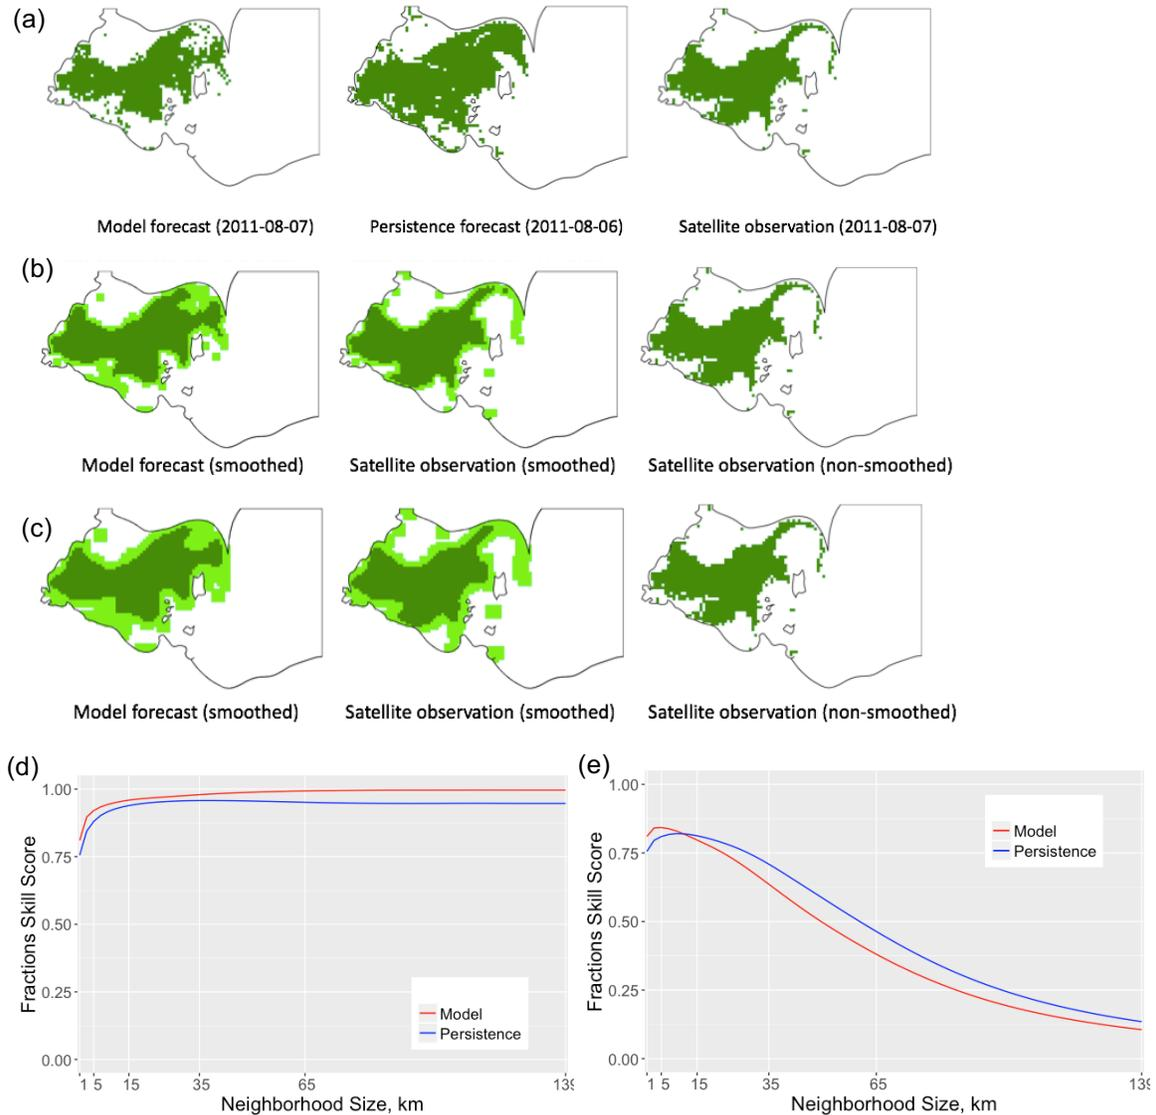 (a)
Model forecast (2011-08-07) Persistence forecast (2011-08-06) Satellite observation (2011-08-07)
(b)
Model forecast (smoothed) Satellite observation (smoothed) Satellite observation (non-smoothed)
(c)
Model forecast (smoothed) Satellite observation (smoothed) Satellite observation (non-smoothed)
(d)
Fractions Skill Score
1.00
0.75
0.50
0.25
0.00
Model
Persistence
1 5 15 35 65 139
Neighborhood Size, km
(e)
Fractions Skill Score
1.00
0.75
0.50
0.25
0.00
Model
Persistence
1 5 15 35 65 139
Neighborhood Size, km